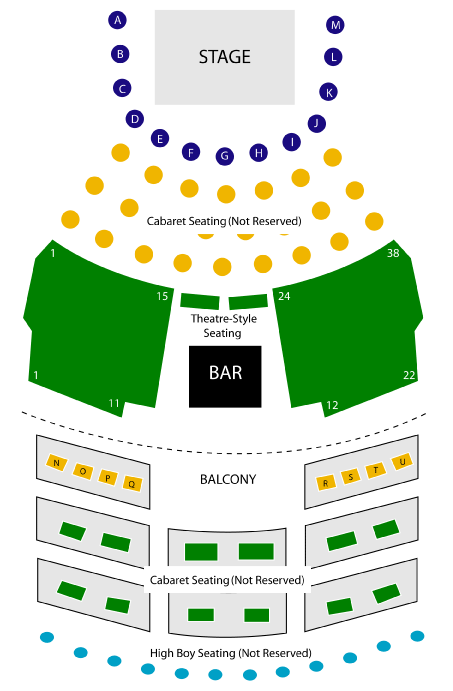 A
M
STAGE
B
L
C
K
D
J
E
I
F
G
H
Cabaret Seating (Not Reserved)
1
38
15
24
Theatre-Style
Seating
BAR
1
22
11
12
BALCONY
N
O
P
Q
R
S
T
U
Cabaret Seating (Not Reserved)
High Boy Seating (Not Reserved)